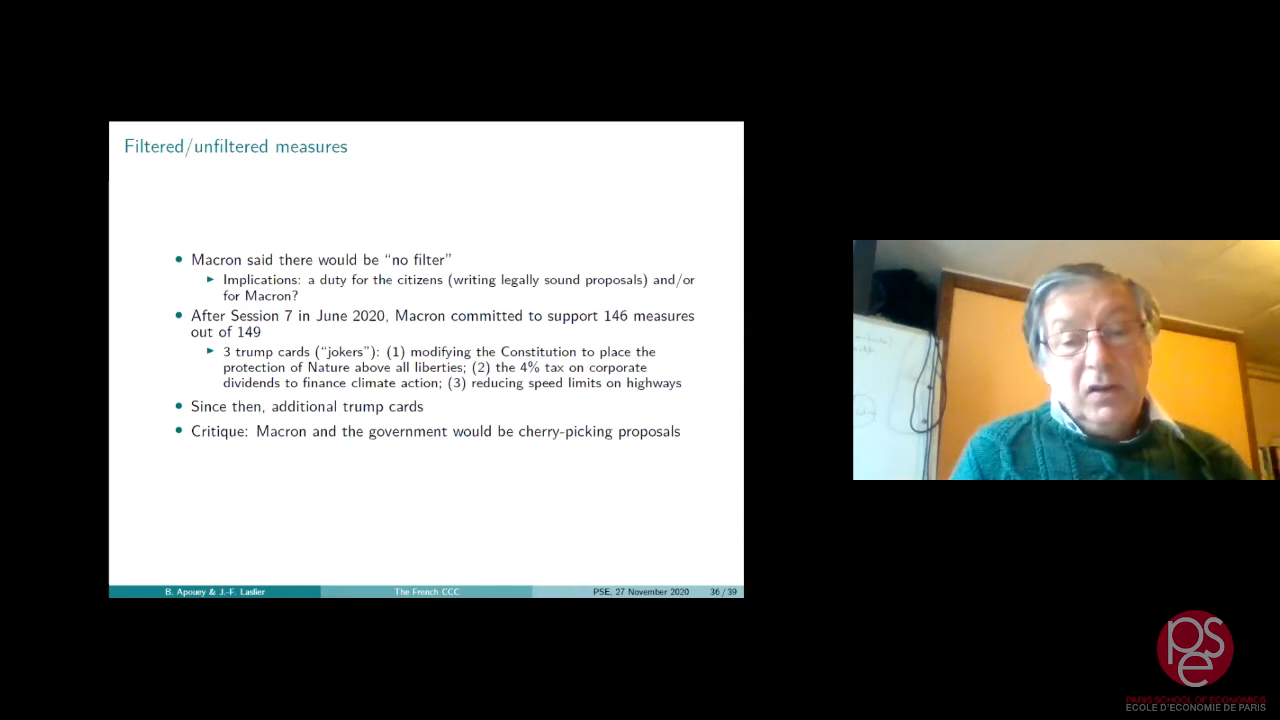 Filtered/unfiltered measures
• Macron said there would be “no filter”
▶ Implications: a duty for the citizens (writing legally sound proposals) and/or
for Macron?
• After Session 7 in June 2020, Macron committed to support 146 measures
out of 149
▶ 3 trump cards (“jokers”): (1) modifying the Constitution to place the
protection of Nature above all liberties; (2) the 4% tax on corporate
dividends to finance climate action; (3) reducing speed limits on highways
• Since then, additional trump cards
• Critique: Macron and the government would be cherry-picking proposals
B. Apouey & J.-F. Laslier The French CCC PSE, 27 November 2020 36 / 39
pse
PARIS SCHOOL OF ECONOMICS
ECOLE D'ECONOMIE DE PARIS